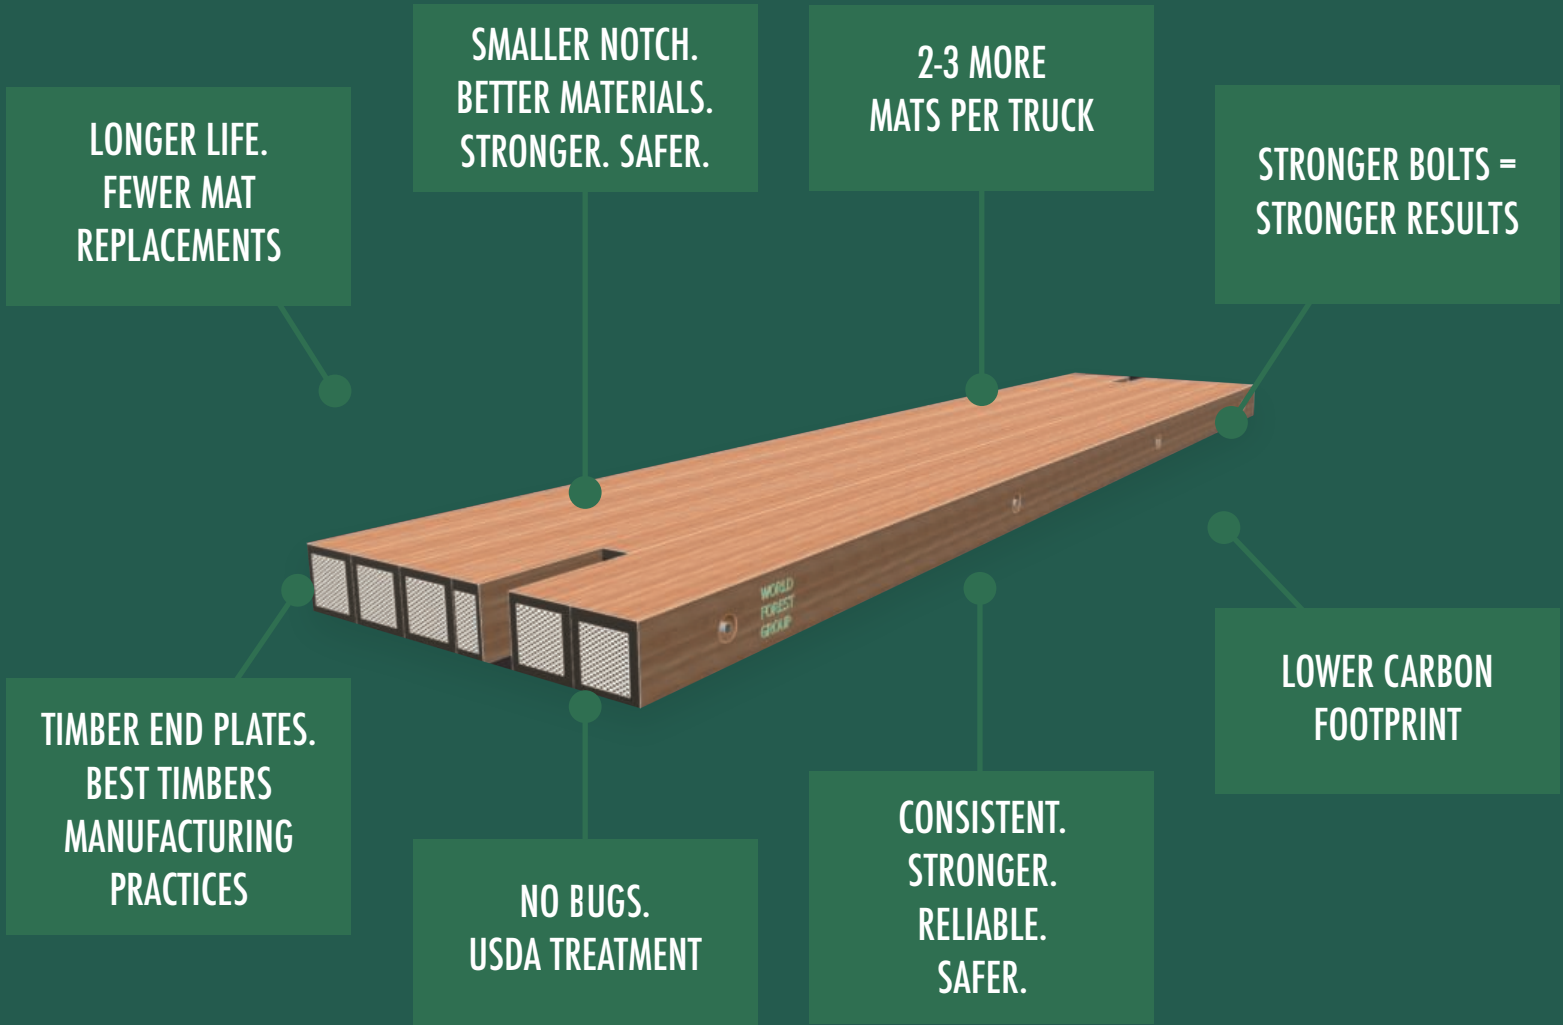 SMALLER NOTCH.
BETTER MATERIALS.
STRONGER. SAFER.
2-3 MORE
MATS PER TRUCK
LONGER LIFE.
FEWER MAT
REPLACEMENTS
STRONGER BOLTS =
STRONGER RESULTS
WORLD
FOREST
GROUP
TIMBER END PLATES.
BEST TIMBERS
MANUFACTURING
PRACTICES
LOWER CARBON
FOOTPRINT
NO BUGS.
USDA TREATMENT
CONSISTENT.
STRONGER.
RELIABLE.
SAFER.